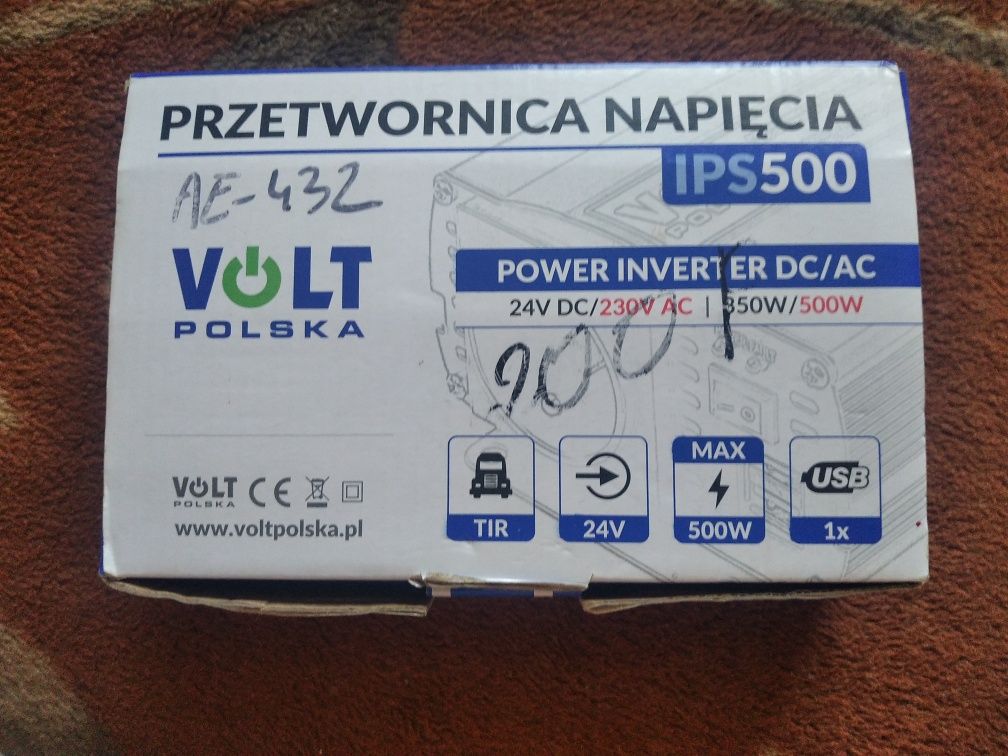 PRZETWORNICA NAPIĘCIA
IPS500
AE-432
VOLT
POLSKA
POWER INVERTER DC/AC
24V DC/230V AC | 350W/500W
VOLT
POLSKA
CE
www.voltpolska.pl
TIR
24V
MAX
500W
USB
1x